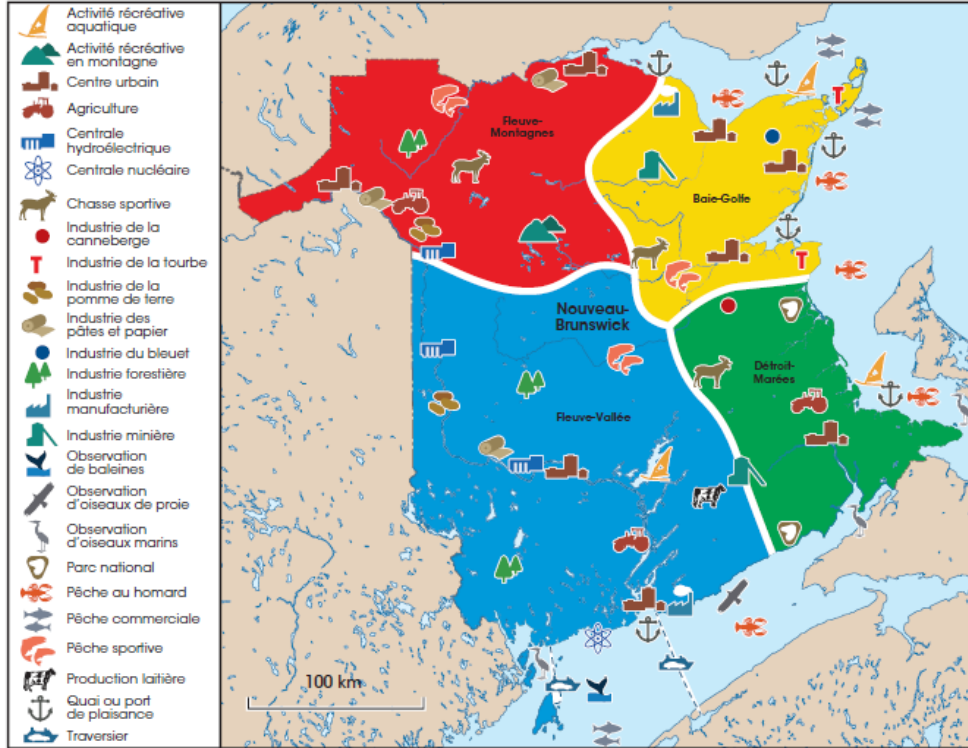 Activité récréative
aquatique
Activité récréative
en montagne
Centre urbain
Agriculture
Centrale
hydroélectrique
Centrale nucléaire
Chasse sportive
Industrie de la
canneberge
Industrie de la tourbe
Industrie de la
pomme de terre
Industrie des
pâtes et papier
Industrie du bleuet
Industrie forestière
Industrie
manufacturière
Industrie minière
Observation
de baleines
Observation
d'oiseaux de proie
Observation
d'oiseaux marins
Parc national
Pêche au homard
Pêche commerciale
Pêche sportive
Production laitière
Quai ou port
de plaisance
Traversier
Fleuve-
Montagnes
Baie-Golfe
Nouveau-
Brunswick
Détroit-
Marées
Fleuve-Vallée
100 km